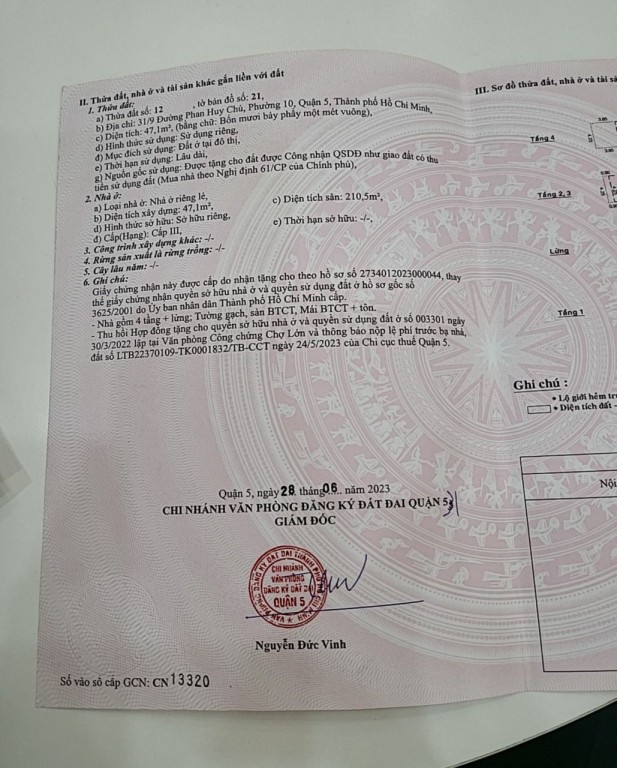 II. Thửa đất, nhà ở và tài sản khác gắn liền với đất
1. Thửa đất:
a) Thửa đất số: 12 , tờ bản đồ số: 21,
b) Địa chỉ: 31/9 Đường Phan Huy Chú, Phường 10, Quận 5, Thành phố Hồ Chí Minh,
c) Diện tích: 47,1m², (bằng chữ: Bốn mươi bảy phẩy một mét vuông),
d) Hình thức sử dụng: Sử dụng riêng,
đ) Mục đích sử dụng: Đất ở tại đô thị,
e) Thời hạn sử dụng: Lâu dài,
g) Nguồn gốc sử dụng: Được tặng cho đất được Công nhận QSDĐ như giao đất có thu
tiền sử dụng đất (Mua nhà theo Nghị định 61/CP của Chính phủ),
2. Nhà ở:
a) Loại nhà ở: Nhà ở riêng lẻ,
b) Diện tích xây dựng: 47,1m², c) Diện tích sàn: 210,5m²,
d) Hình thức sở hữu: Sở hữu riêng,
đ) Cấp(Hạng): Cấp III, e) Thời hạn sở hữu: -/-,
3. Công trình xây dựng khác: -/-
4. Rừng sản xuất là rừng trồng: -/-
5. Cây lâu năm: -/-
6. Ghi chú:
Giấy chứng nhận này được cấp do nhận tặng cho theo hồ sơ số 2734012023000044, thay
thế giấy chứng nhận quyền sở hữu nhà ở và quyền sử dụng đất ở hồ sơ gốc số
3625/2001 do Ủy ban nhân dân Thành phố Hồ Chí Minh cấp.
- Nhà gồm 4 tầng + lửng; Tường gạch, sàn BTCT, Mái BTCT + tôn.
- Thu hồi Hợp đồng tặng cho quyền sở hữu nhà ở và quyền sử dụng đất ở số 003301 ngày
30/3/2022 lập tại Văn phòng Công chứng Chợ Lớn và thông báo nộp lệ phí trước bạ nhà,
đất số LTB22370109-TK0001832/TB-CCT ngày 24/5/2023 của Chi cục thuế Quận 5.
Quận 5, ngày 28. tháng 06... năm 2023
CHI NHÁNH VĂN PHÒNG ĐĂNG KÝ ĐẤT ĐAI QUẬN 5
GIÁM ĐỐC
CHI NHÁNH
VĂN PHÒNG
ĐĂNG KÝ ĐẤT ĐAI
QUẬN 5
Nguyễn Đức Vinh
Số vào sổ cấp GCN: CN 13320
III. Sơ đồ thửa đất, nhà ở và tài sả
Tầng 4
Tầng 2, 3
Lửng
Tầng 1
Ghi chú :
• Lộ giới hẻm tr
• Diện tích đất -
Nội